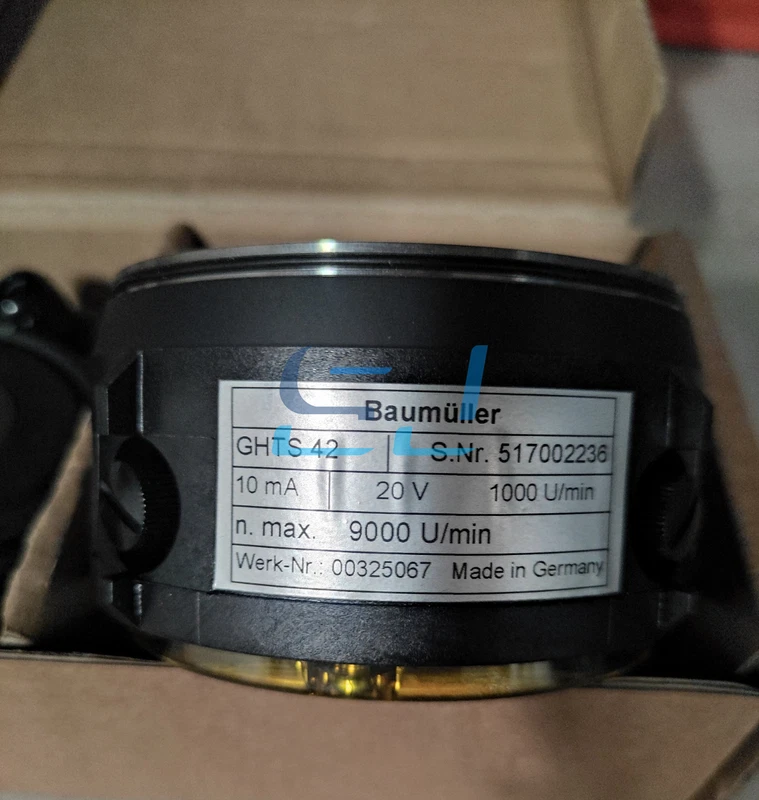 Baumüller
GHTS 42 S.Nr. 517002236
10 mA 20 V 1000 U/min
n. max. 9000 U/min
Werk-Nr.: 00325067 Made in Germany